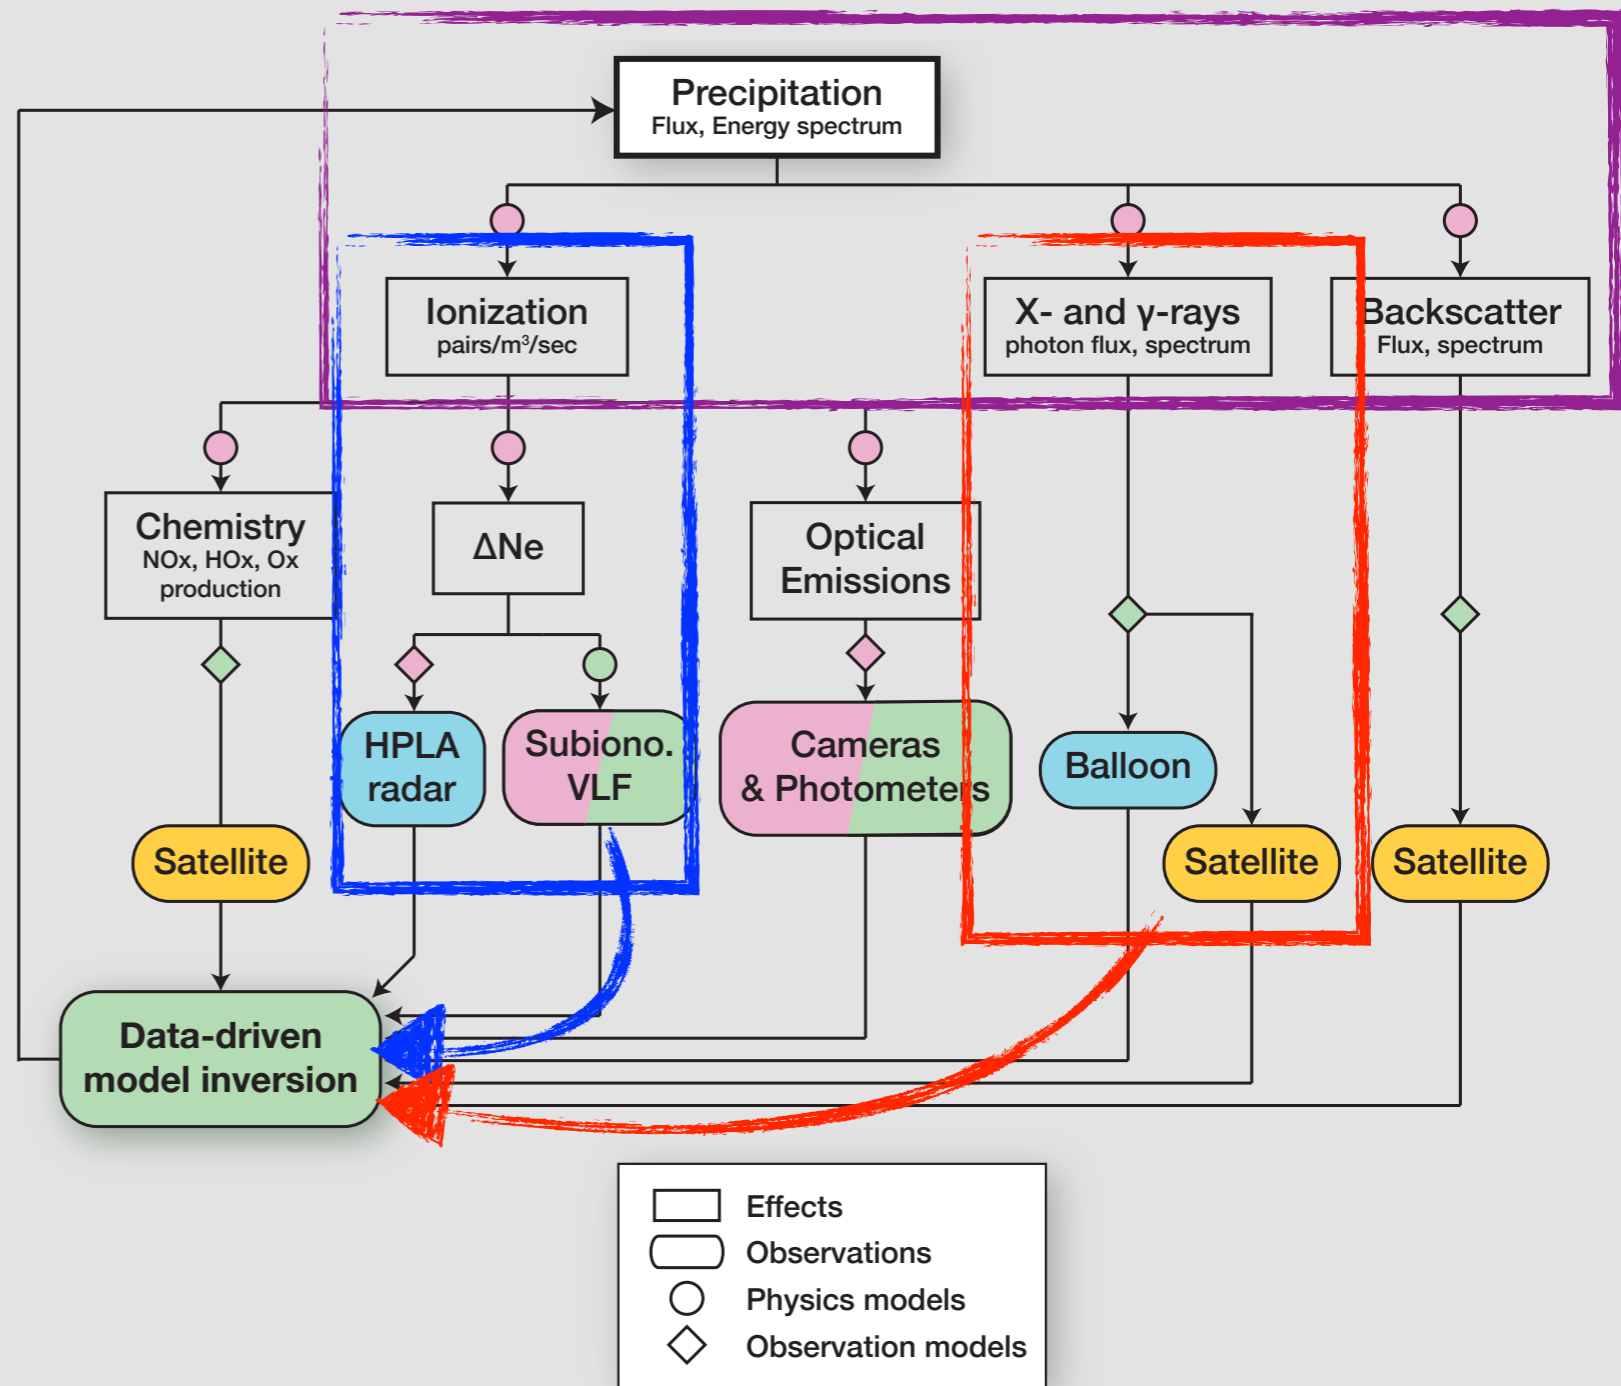 Precipitation
Flux, Energy spectrum
Ionization
pairs/m³/sec
X- and γ-rays
photon flux, spectrum
Backscatter
Flux, spectrum
Chemistry
NOx, HOx, Ox
production
ΔNe
Optical
Emissions
HPLA
radar
Subiono.
VLF
Cameras
& Photometers
Balloon
Satellite
Satellite
Satellite
Data-driven
model inversion
Effects
Observations
Physics models
Observation models